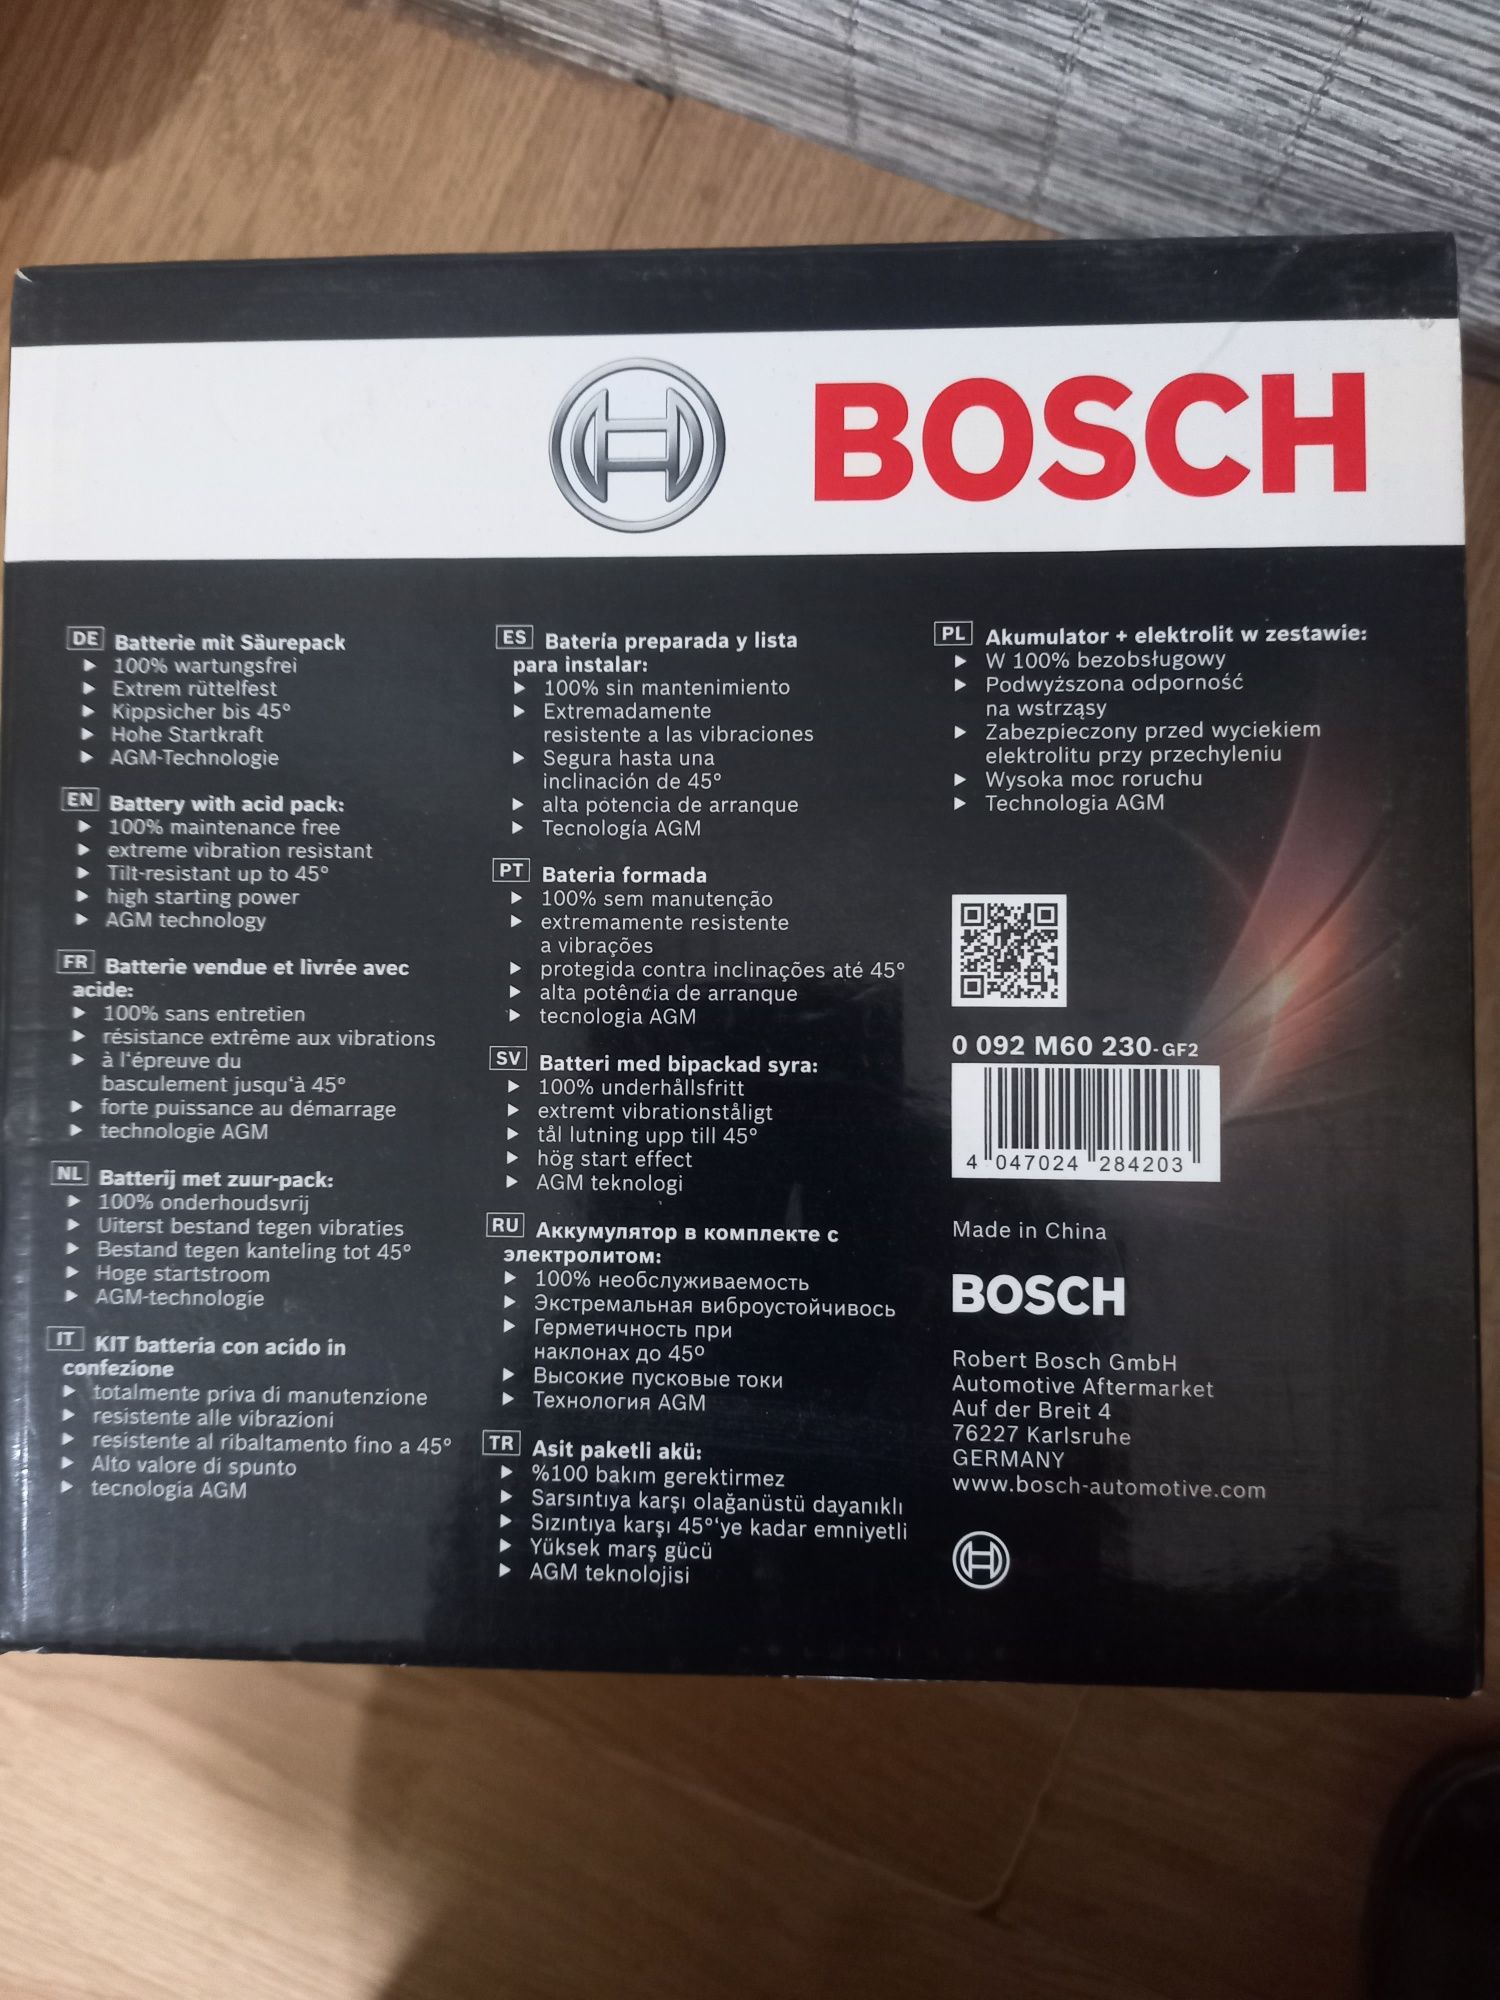 BOSCH
DE Batterie mit Säurepack
100% wartungsfrei
Extrem rüttelfest
Kippsicher bis 45°
Hohe Startkraft
AGM-Technologie
EN Battery with acid pack:
100% maintenance free
extreme vibration resistant
Tilt-resistant up to 45°
high starting power
AGM technology
FR Batterie vendue et livrée avec
acide:
100% sans entretien
résistance extrême aux vibrations
à l'épreuve du
basculement jusqu‘à 45°
forte puissance au démarrage
technologie AGM
NL Batterij met zuur-pack:
100% onderhoudsvrij
Uiterst bestand tegen vibraties
Bestand tegen kanteling tot 45°
Hoge startstroom
AGM-technologie
IT KIT batteria con acido in
confezione
totalmente priva di manutenzione
resistente alle vibrazioni
resistente al ribaltamento fino a 45°
Alto valore di spunto
tecnologia AGM
ES Batería preparada y lista
para instalar:
100% sin mantenimiento
Extremadamente
resistente a las vibraciones
Segura hasta una
inclinación de 45°
alta potencia de arranque
Tecnología AGM
PT Bateria formada
100% sem manutenção
extremamente resistente
a vibrações
protegida contra inclinações até 45°
alta potência de arranque
tecnologia AGM
SV Batteri med bipackad syra:
100% underhållsfritt
extremt vibrationståligt
tål lutning upp till 45°
hög start effect
AGM teknologi
RU Аккумулятор в комплекте с
электролитом:
100% необслуживаемость
Экстремальная виброустойчивось
Герметичность при
наклонах до 45°
Высокие пусковые токи
Технология AGM
TR Asit paketli akü:
%100 bakım gerektirmez
Sarsıntıya karşı olağanüstü dayanıklı
Sızıntıya karşı 45°‘ye kadar emniyetli
Yüksek marş gücü
AGM teknolojisi
PL Akumulator + elektrolit w zestawie:
W 100% bezobsługowy
Podwyższona odporność
na wstrząsy
Zabezpieczony przed wyciekiem
elektrolitu przy przechyleniu
Wysoka moc roruchu
Technologia AGM
0 092 M60 230-GF2
4 047024 284203
Made in China
BOSCH
Robert Bosch GmbH
Automotive Aftermarket
Auf der Breit 4
76227 Karlsruhe
GERMANY
www.bosch-automotive.com